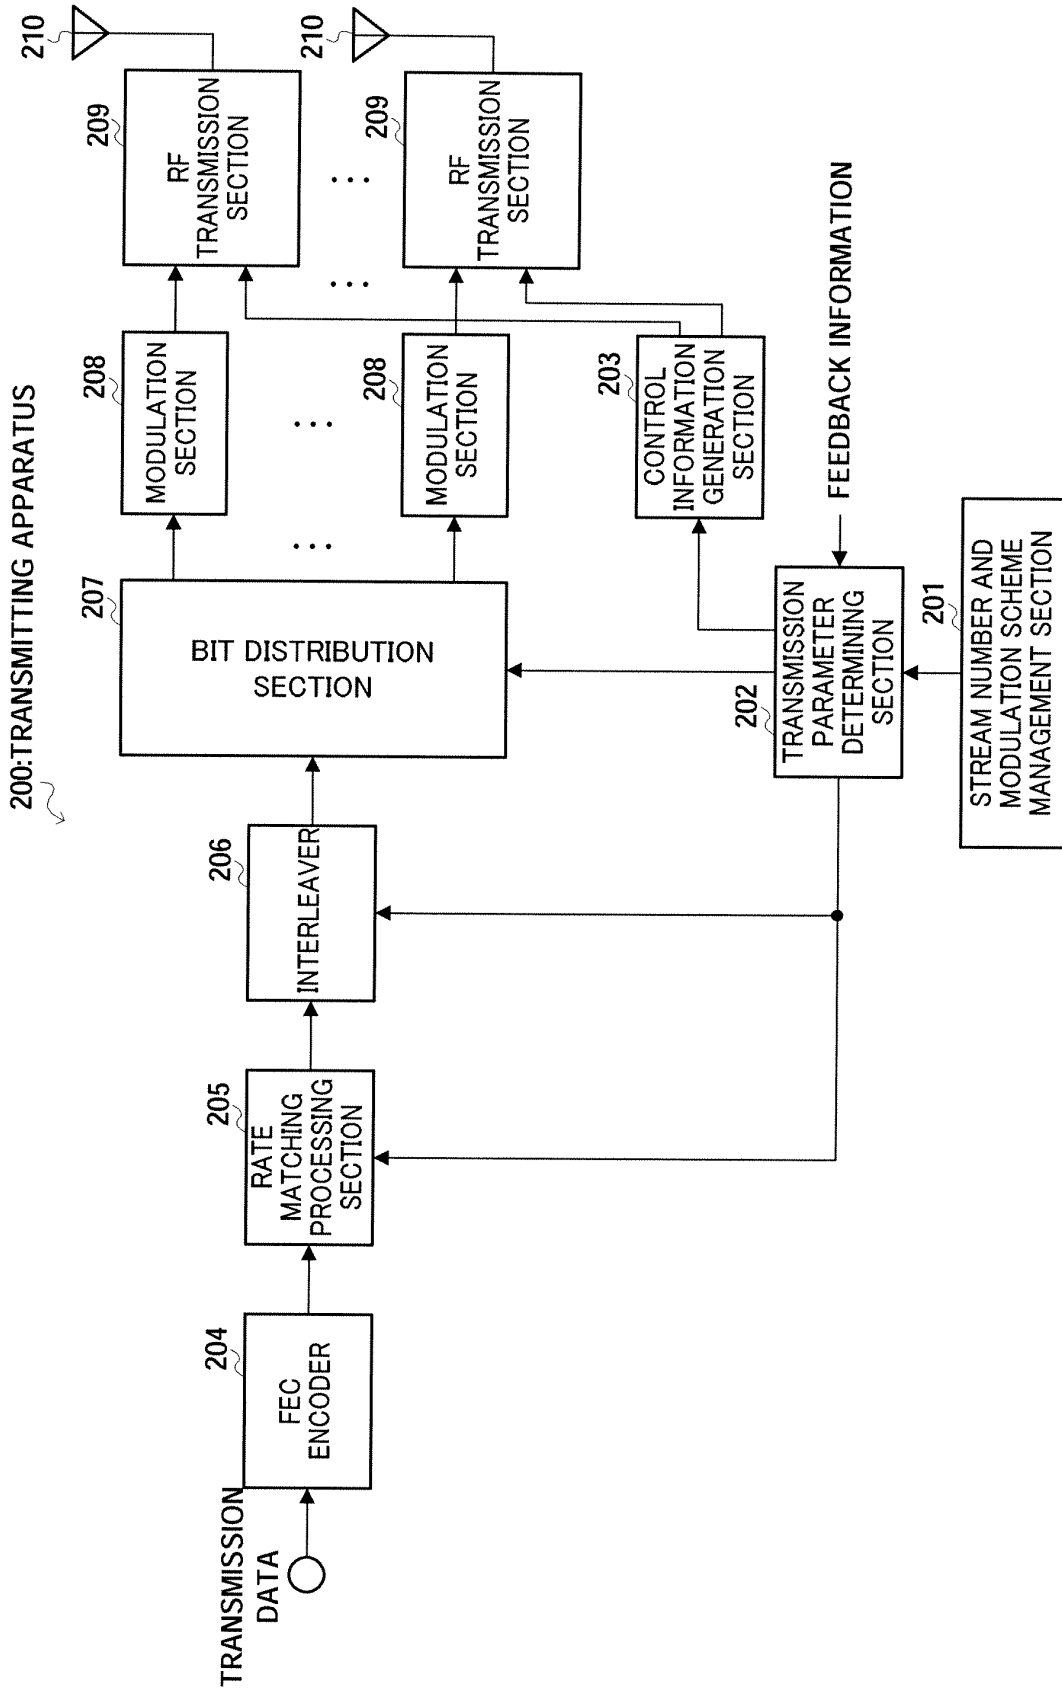 200:TRANSMITTING APPARATUS
TRANSMISSION
DATA
204
FEC
ENCODER
205
RATE
MATCHING
PROCESSING
SECTION
206
INTERLEAVER
207
BIT DISTRIBUTION
SECTION
208
MODULATION
SECTION
209
RF
TRANSMISSION
SECTION
210
...
...
...
...
208
MODULATION
SECTION
209
RF
TRANSMISSION
SECTION
210
203
CONTROL
INFORMATION
GENERATION
SECTION
202
TRANSMISSION
PARAMETER
DETERMINING
SECTION
FEEDBACK INFORMATION
201
STREAM NUMBER AND
MODULATION SCHEME
MANAGEMENT SECTION